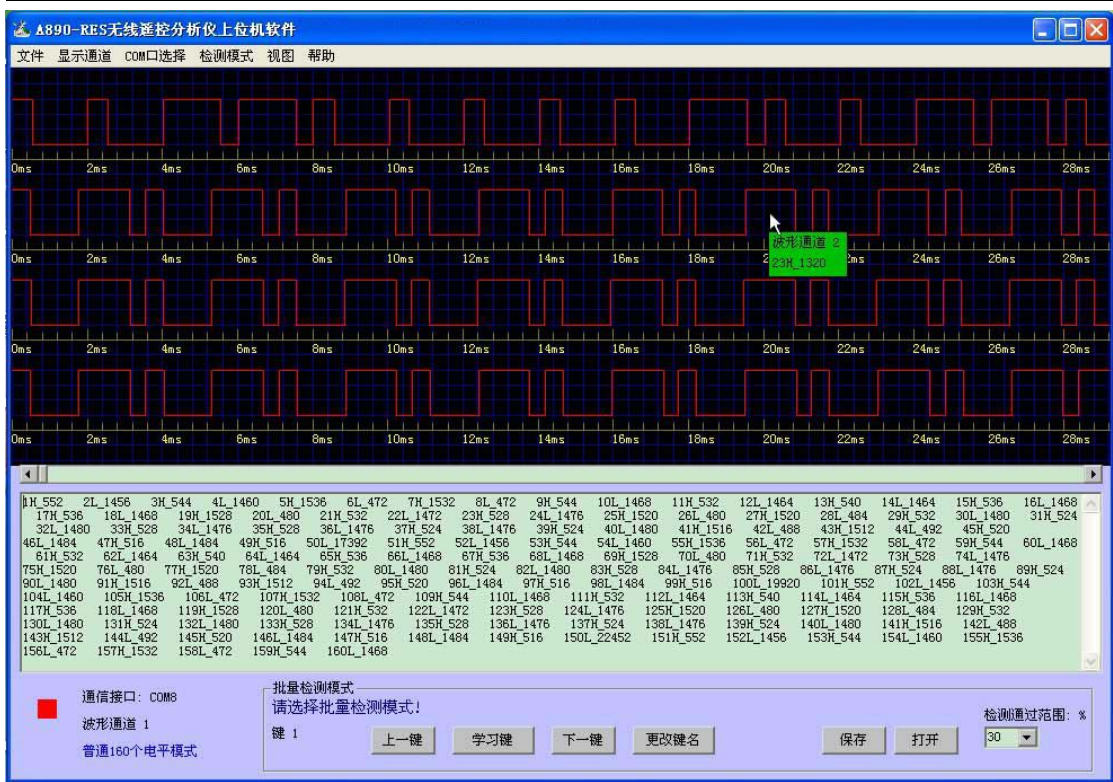 A890-RES无线遥控分析仪上位机软件
文件 显示通道 COM口选择 检测模式 视图 帮助
0ms 2ms 4ms 6ms 8ms 10ms 12ms 14ms 16ms 18ms 20ms 22ms 24ms 26ms 28ms
波形通道 2
0ms 2ms 4ms 6ms 8ms 10ms 12ms 14ms 16ms 18ms 2 2ms 24ms 26ms 28ms
23H_1320
0ms 2ms 4ms 6ms 8ms 10ms 12ms 14ms 16ms 18ms 20ms 22ms 24ms 26ms 28ms
0ms 2ms 4ms 6ms 8ms 10ms 12ms 14ms 16ms 18ms 20ms 22ms 24ms 26ms 28ms
1H_552 2L_1456 3H_544 4L_1460 5H_1536 6L_472 7H_1532 8L_472 9H_544 10L_1468 11H_532 12L_1464 13H_540 14L_1464 15H_536 16L_1468
17H_536 18L_1468 19H_1528 20L_480 21H_532 22L_1472 23H_528 24L_1476 25H_1520 26L_480 27H_1520 28L_484 29H_532 30L_1480 31H_524
32L_1480 33H_528 34L_1476 35H_528 36L_1476 37H_524 38L_1476 39H_524 40L_1480 41H_1516 42L_488 43H_1512 44L_492 45H_520
46L_1484 47H_516 48L_1484 49H_516 50L_17392 51H_552 52L_1456 53H_544 54L_1460 55H_1536 56L_472 57H_1532 58L_472 59H_544 60L_1468
61H_532 62L_1464 63H_540 64L_1464 65H_536 66L_1468 67H_536 68L_1468 69H_1528 70L_480 71H_532 72L_1472 73H_528 74L_1476
75H_1520 76L_480 77H_1520 78L_484 79H_532 80L_1480 81H_524 82L_1480 83H_528 84L_1476 85H_528 86L_1476 87H_524 88L_1476 89H_524
90L_1480 91H_1516 92L_488 93H_1512 94L_492 95H_520 96L_1484 97H_516 98L_1484 99H_516 100L_19920 101H_552 102L_1456 103H_544
104L_1460 105H_1536 106L_472 107H_1532 108L_472 109H_544 110L_1468 111H_532 112L_1464 113H_540 114L_1464 115H_536 116L_1468
117H_536 118L_1468 119H_1528 120L_480 121H_532 122L_1472 123H_528 124L_1476 125H_1520 126L_480 127H_1520 128L_484 129H_532
130L_1480 131H_524 132L_1480 133H_528 134L_1476 135H_528 136L_1476 137H_524 138L_1476 139H_524 140L_1480 141H_1516 142L_488
143H_1512 144L_492 145H_520 146L_1484 147H_516 148L_1484 149H_516 150L_22452 151H_552 152L_1456 153H_544 154L_1460 155H_1536
156L_472 157H_1532 158L_472 159H_544 160L_1468
批量检测模式
通信接口: COM8
请选择批量检测模式!
波形通道 1
键 1 上一键 学习键 下一键 更改键名 保存 打开
检测通过范围: %
30
普通160个电平模式